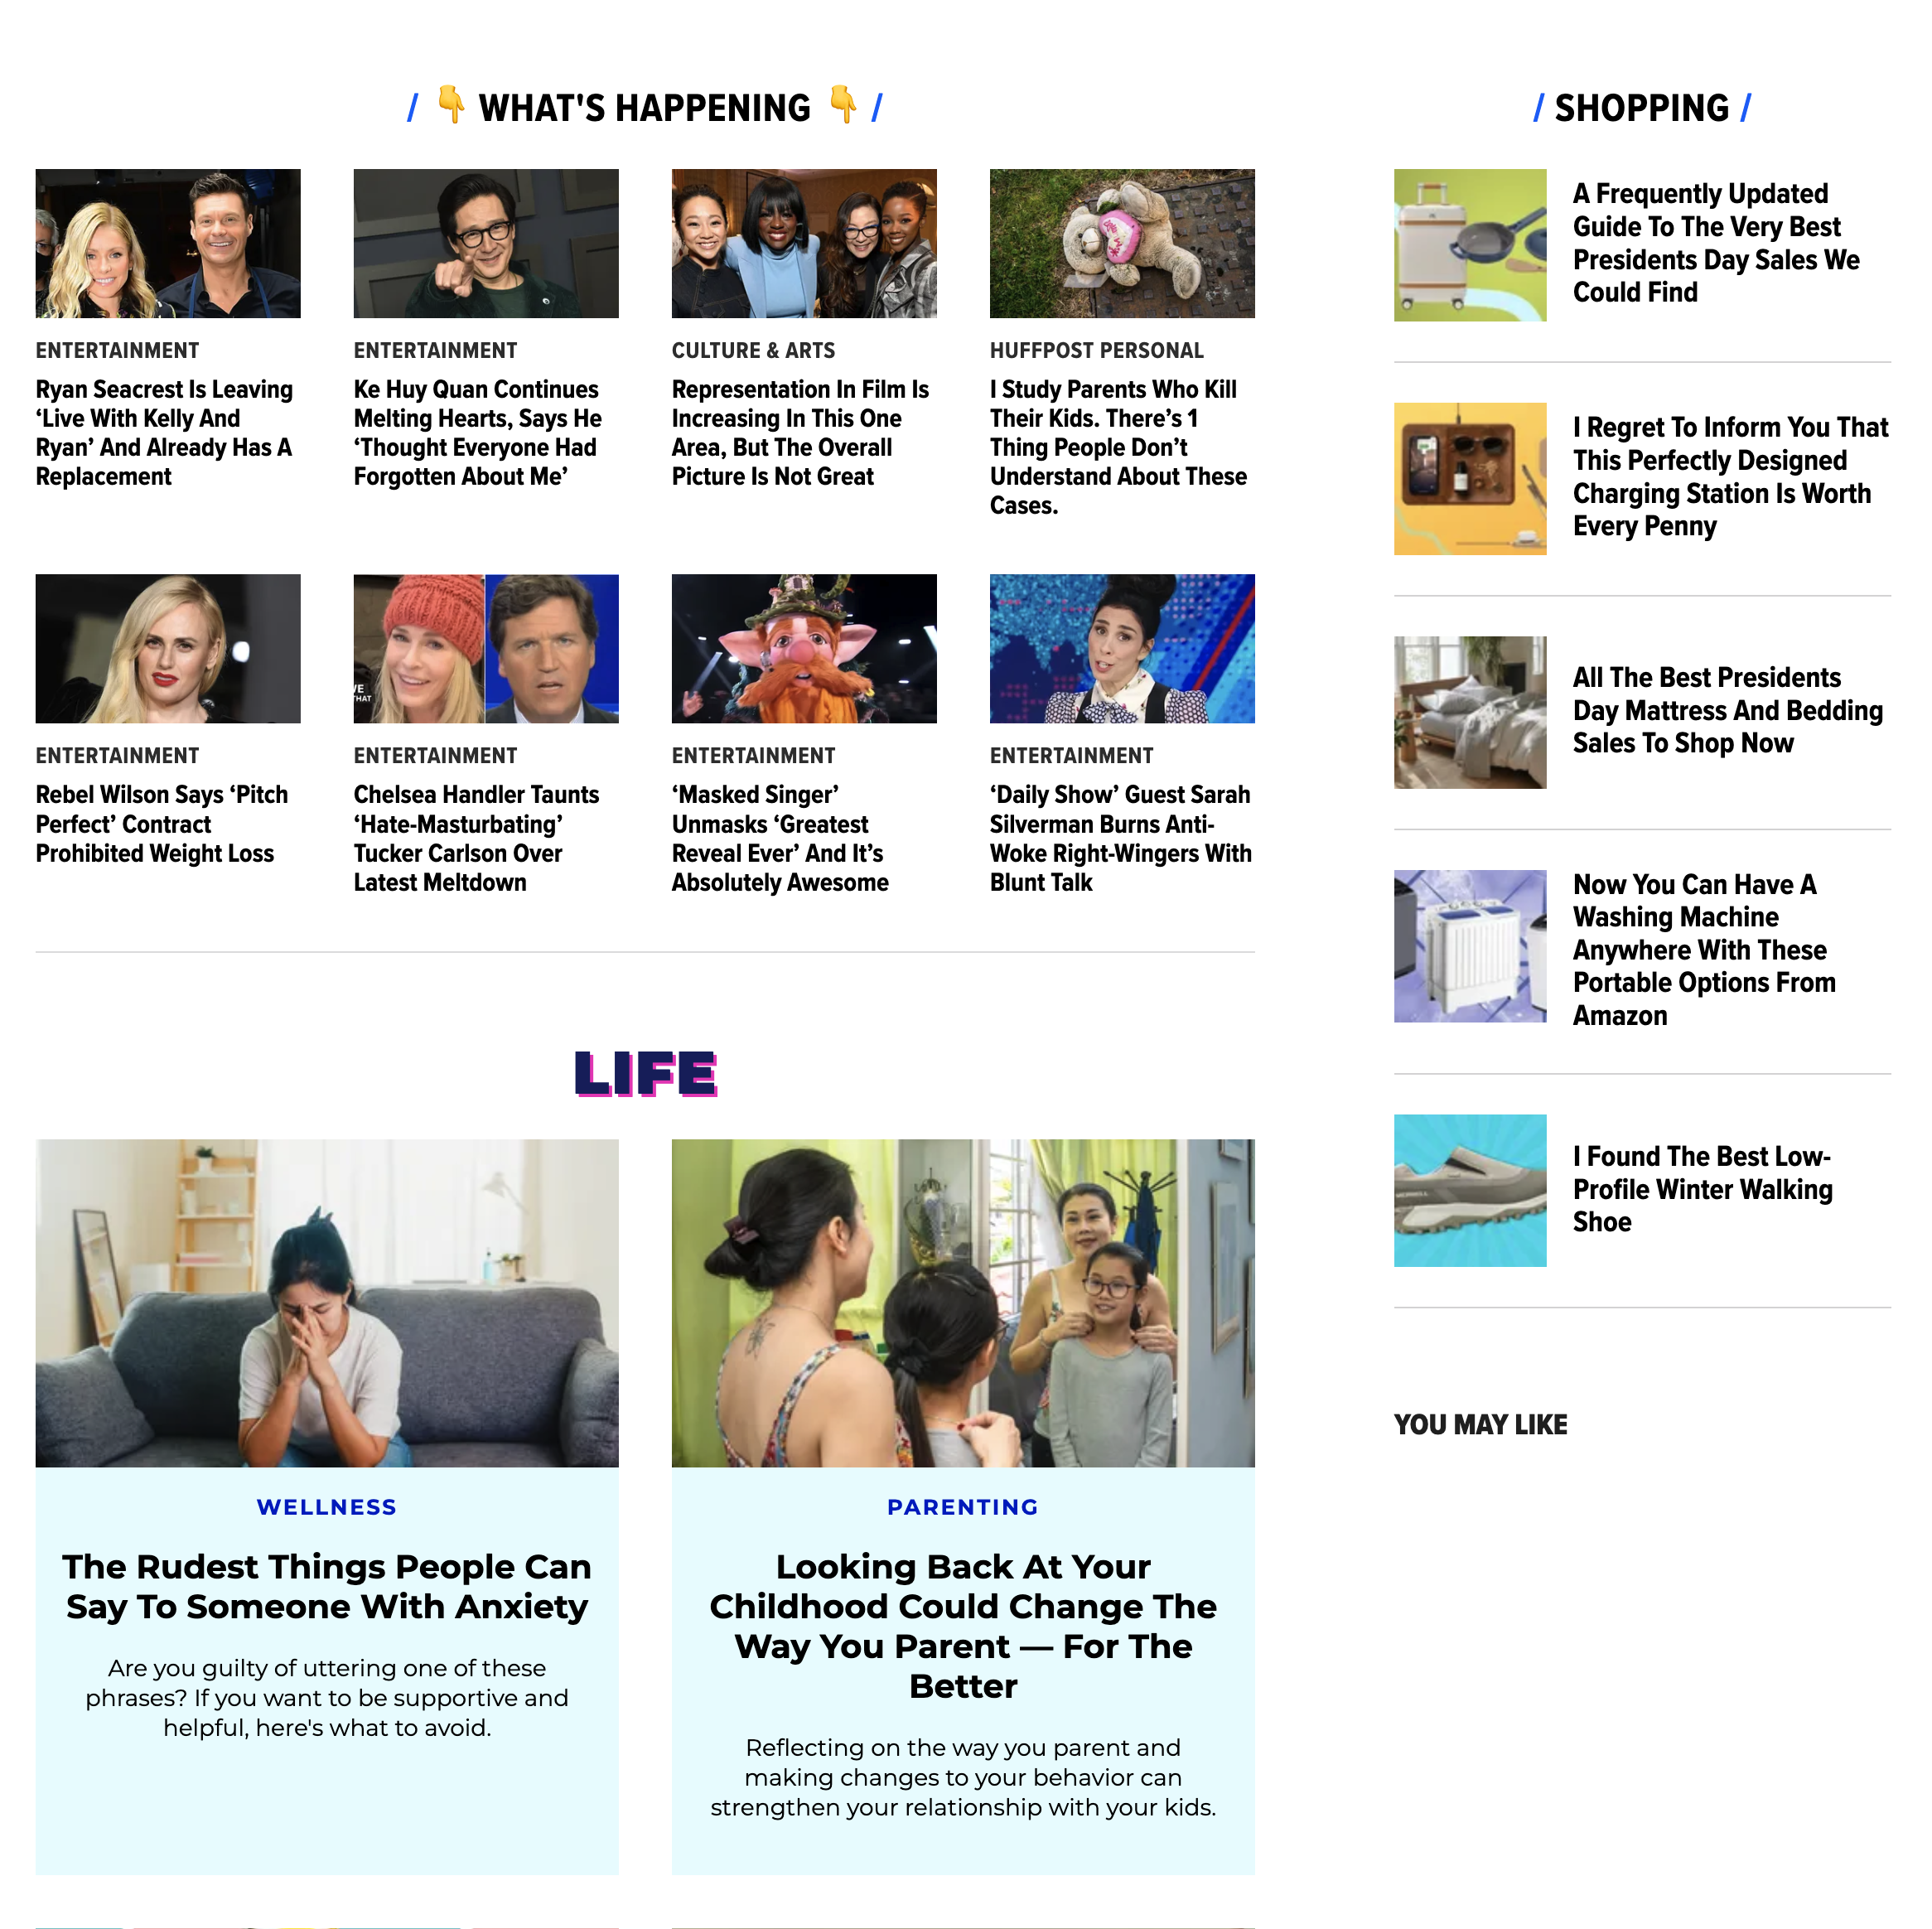 / 👇 WHAT'S HAPPENING 👇 /
ENTERTAINMENT
Ryan Seacrest Is Leaving
‘Live With Kelly And
Ryan’ And Already Has A
Replacement
ENTERTAINMENT
Ke Huy Quan Continues
Melting Hearts, Says He
‘Thought Everyone Had
Forgotten About Me’
CULTURE & ARTS
Representation In Film Is
Increasing In This One
Area, But The Overall
Picture Is Not Great
HUFFPOST PERSONAL
I Study Parents Who Kill
Their Kids. There’s 1
Thing People Don’t
Understand About These
Cases.
ENTERTAINMENT
Rebel Wilson Says ‘Pitch
Perfect’ Contract
Prohibited Weight Loss
ENTERTAINMENT
Chelsea Handler Taunts
‘Hate-Masturbating’
Tucker Carlson Over
Latest Meltdown
ENTERTAINMENT
‘Masked Singer’
Unmasks ‘Greatest
Reveal Ever’ And It’s
Absolutely Awesome
ENTERTAINMENT
‘Daily Show’ Guest Sarah
Silverman Burns Anti-
Woke Right-Wingers With
Blunt Talk
LIFE
WELLNESS
The Rudest Things People Can
Say To Someone With Anxiety
Are you guilty of uttering one of these
phrases? If you want to be supportive and
helpful, here's what to avoid.
PARENTING
Looking Back At Your
Childhood Could Change The
Way You Parent — For The
Better
Reflecting on the way you parent and
making changes to your behavior can
strengthen your relationship with your kids.
/ SHOPPING /
A Frequently Updated
Guide To The Very Best
Presidents Day Sales We
Could Find
I Regret To Inform You That
This Perfectly Designed
Charging Station Is Worth
Every Penny
All The Best Presidents
Day Mattress And Bedding
Sales To Shop Now
Now You Can Have A
Washing Machine
Anywhere With These
Portable Options From
Amazon
I Found The Best Low-
Profile Winter Walking
Shoe
YOU MAY LIKE